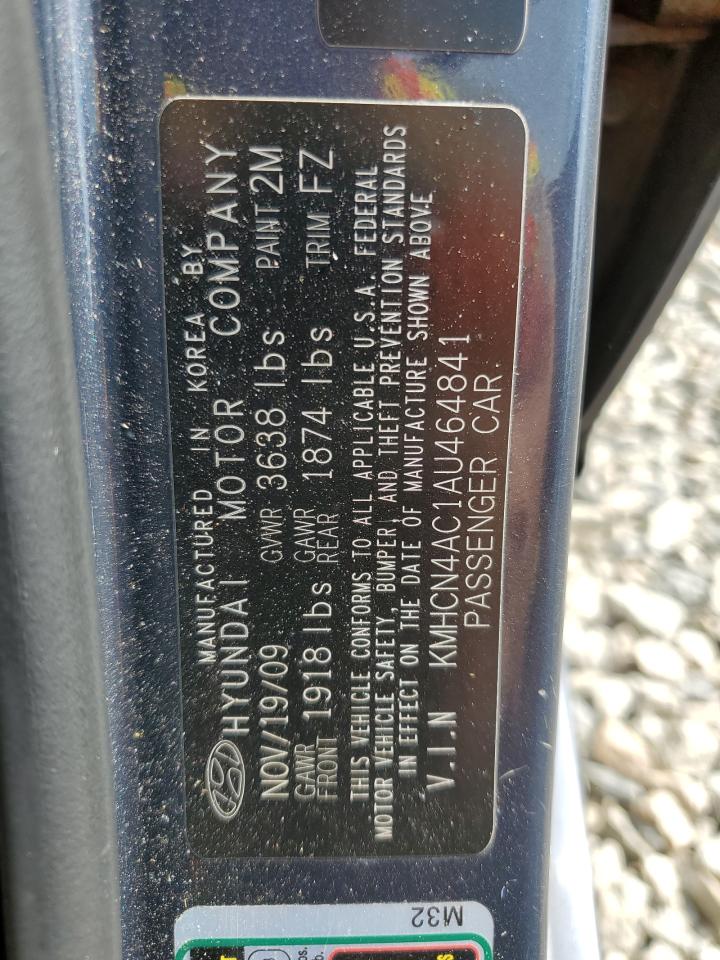 MANUFACTURED IN KOREA BY
HYUNDAI MOTOR COMPANY
NOV/19/09 GVWR 3638 lbs PAINT 2M
GAWR FRONT 1918 lbs GAWR REAR 1874 lbs TRIM FZ
THIS VEHICLE CONFORMS TO ALL APPLICABLE U.S.A. FEDERAL
MOTOR VEHICLE SAFETY, BUMPER, AND THEFT PREVENTION STANDARDS
IN EFFECT ON THE DATE OF MANUFACTURE SHOWN ABOVE
V.I.N KMHCN4AC1AU464841
PASSENGER CAR
M32